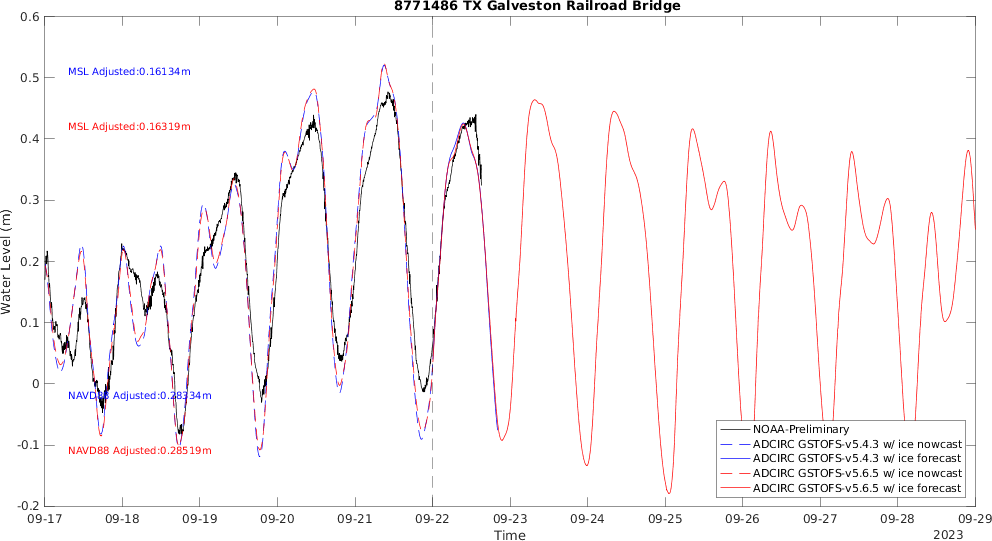 8771486 TX Galveston Railroad Bridge
0.6
0.5
0.4
0.3
0.2
0.1
0
-0.1
-0.2
Water Level (m)
MSL Adjusted:0.16134m
MSL Adjusted:0.16319m
NAVD88 Adjusted:0.28334m
NAVD88 Adjusted:0.28519m
NOAA-Preliminary
ADCIRC GSTOFS-v5.4.3 w/ ice nowcast
ADCIRC GSTOFS-v5.4.3 w/ ice forecast
ADCIRC GSTOFS-v5.6.5 w/ ice nowcast
ADCIRC GSTOFS-v5.6.5 w/ ice forecast
09-17 09-18 09-19 09-20 09-21 09-22 09-23 09-24 09-25 09-26 09-27 09-28 09-29
Time
2023